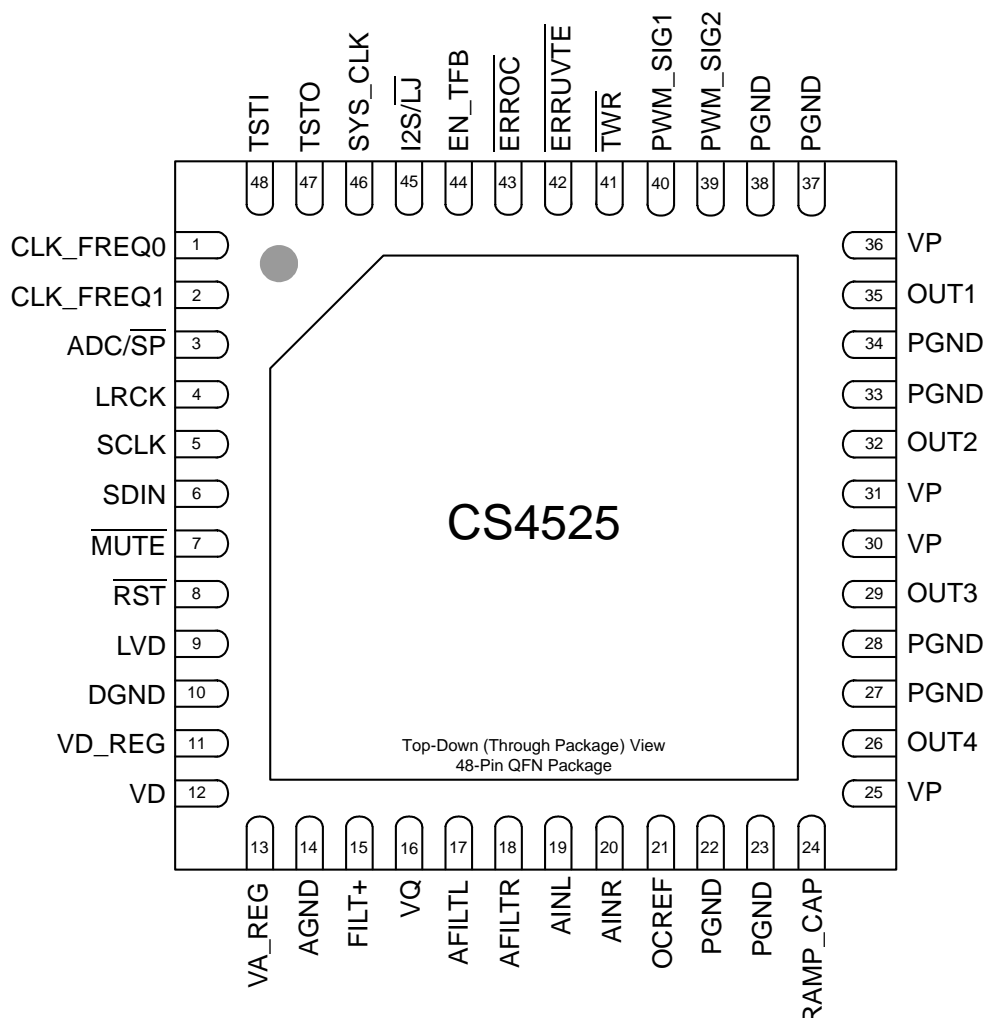 TSTI
TSTO
SYS_CLK
I2S/LJ
EN_TFB
ERROC
ERRUVTE
TWR
PWM_SIG1
PWM_SIG2
PGND
PGND
48
47
46
45
44
43
42
41
40
39
38
37
CLK_FREQ0 1
CLK_FREQ1 2
ADC/SP 3
LRCK 4
SCLK 5
SDIN 6
MUTE 7
RST 8
LVD 9
DGND 10
VD_REG 11
VD 12
CS4525
Top-Down (Through Package) View
48-Pin QFN Package
36 VP
35 OUT1
34 PGND
33 PGND
32 OUT2
31 VP
30 VP
29 OUT3
28 PGND
27 PGND
26 OUT4
25 VP
13
14
15
16
17
18
19
20
21
22
23
24
VA_REG
AGND
FILT+
VQ
AFILTL
AFILTR
AINL
AINR
OCREF
PGND
PGND
RAMP_CAP